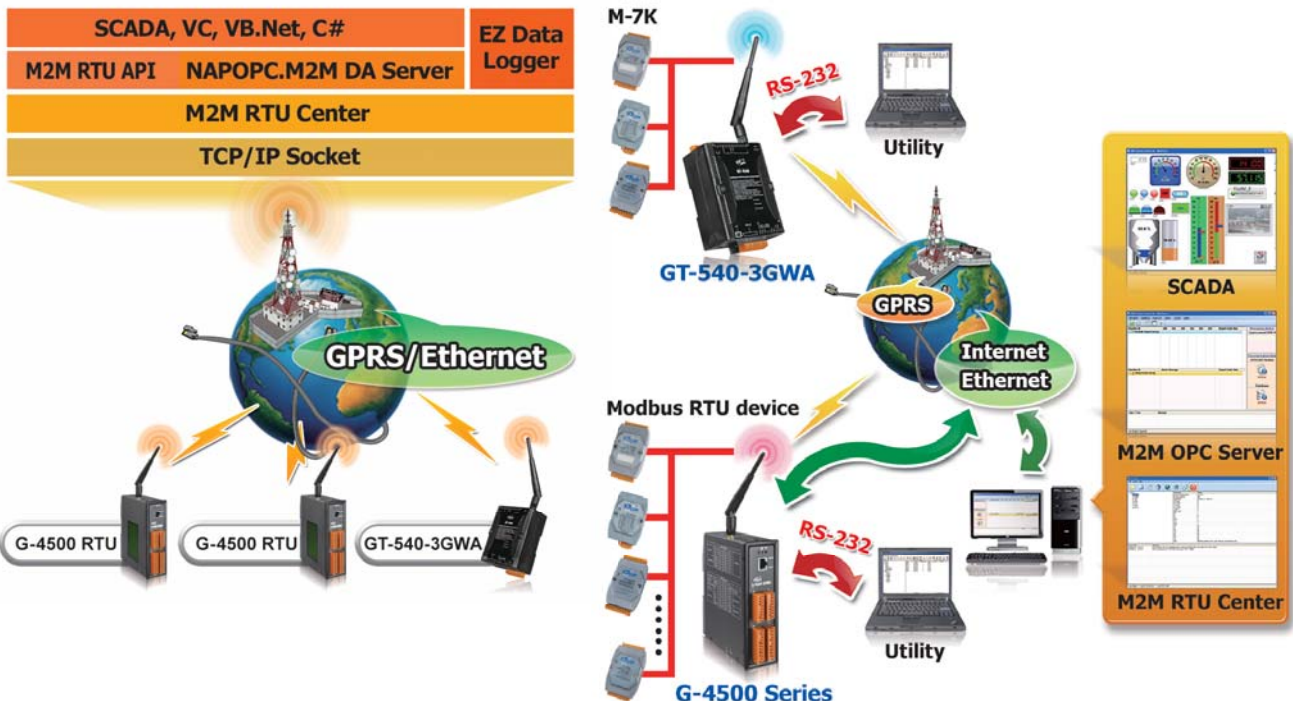 SCADA, VC, VB.Net, C#
EZ Data
Logger
M2M RTU API
NAPOPC.M2M DA Server
M2M RTU Center
TCP/IP Socket
GPRS/Ethernet
G-4500 RTU
G-4500 RTU
GT-540-3GWA
M-7K
RS-232
Utility
GT-540-3GWA
GPRS
Internet
Ethernet
Modbus RTU device
RS-232
Utility
G-4500 Series
SCADA
M2M OPC Server
M2M RTU Center